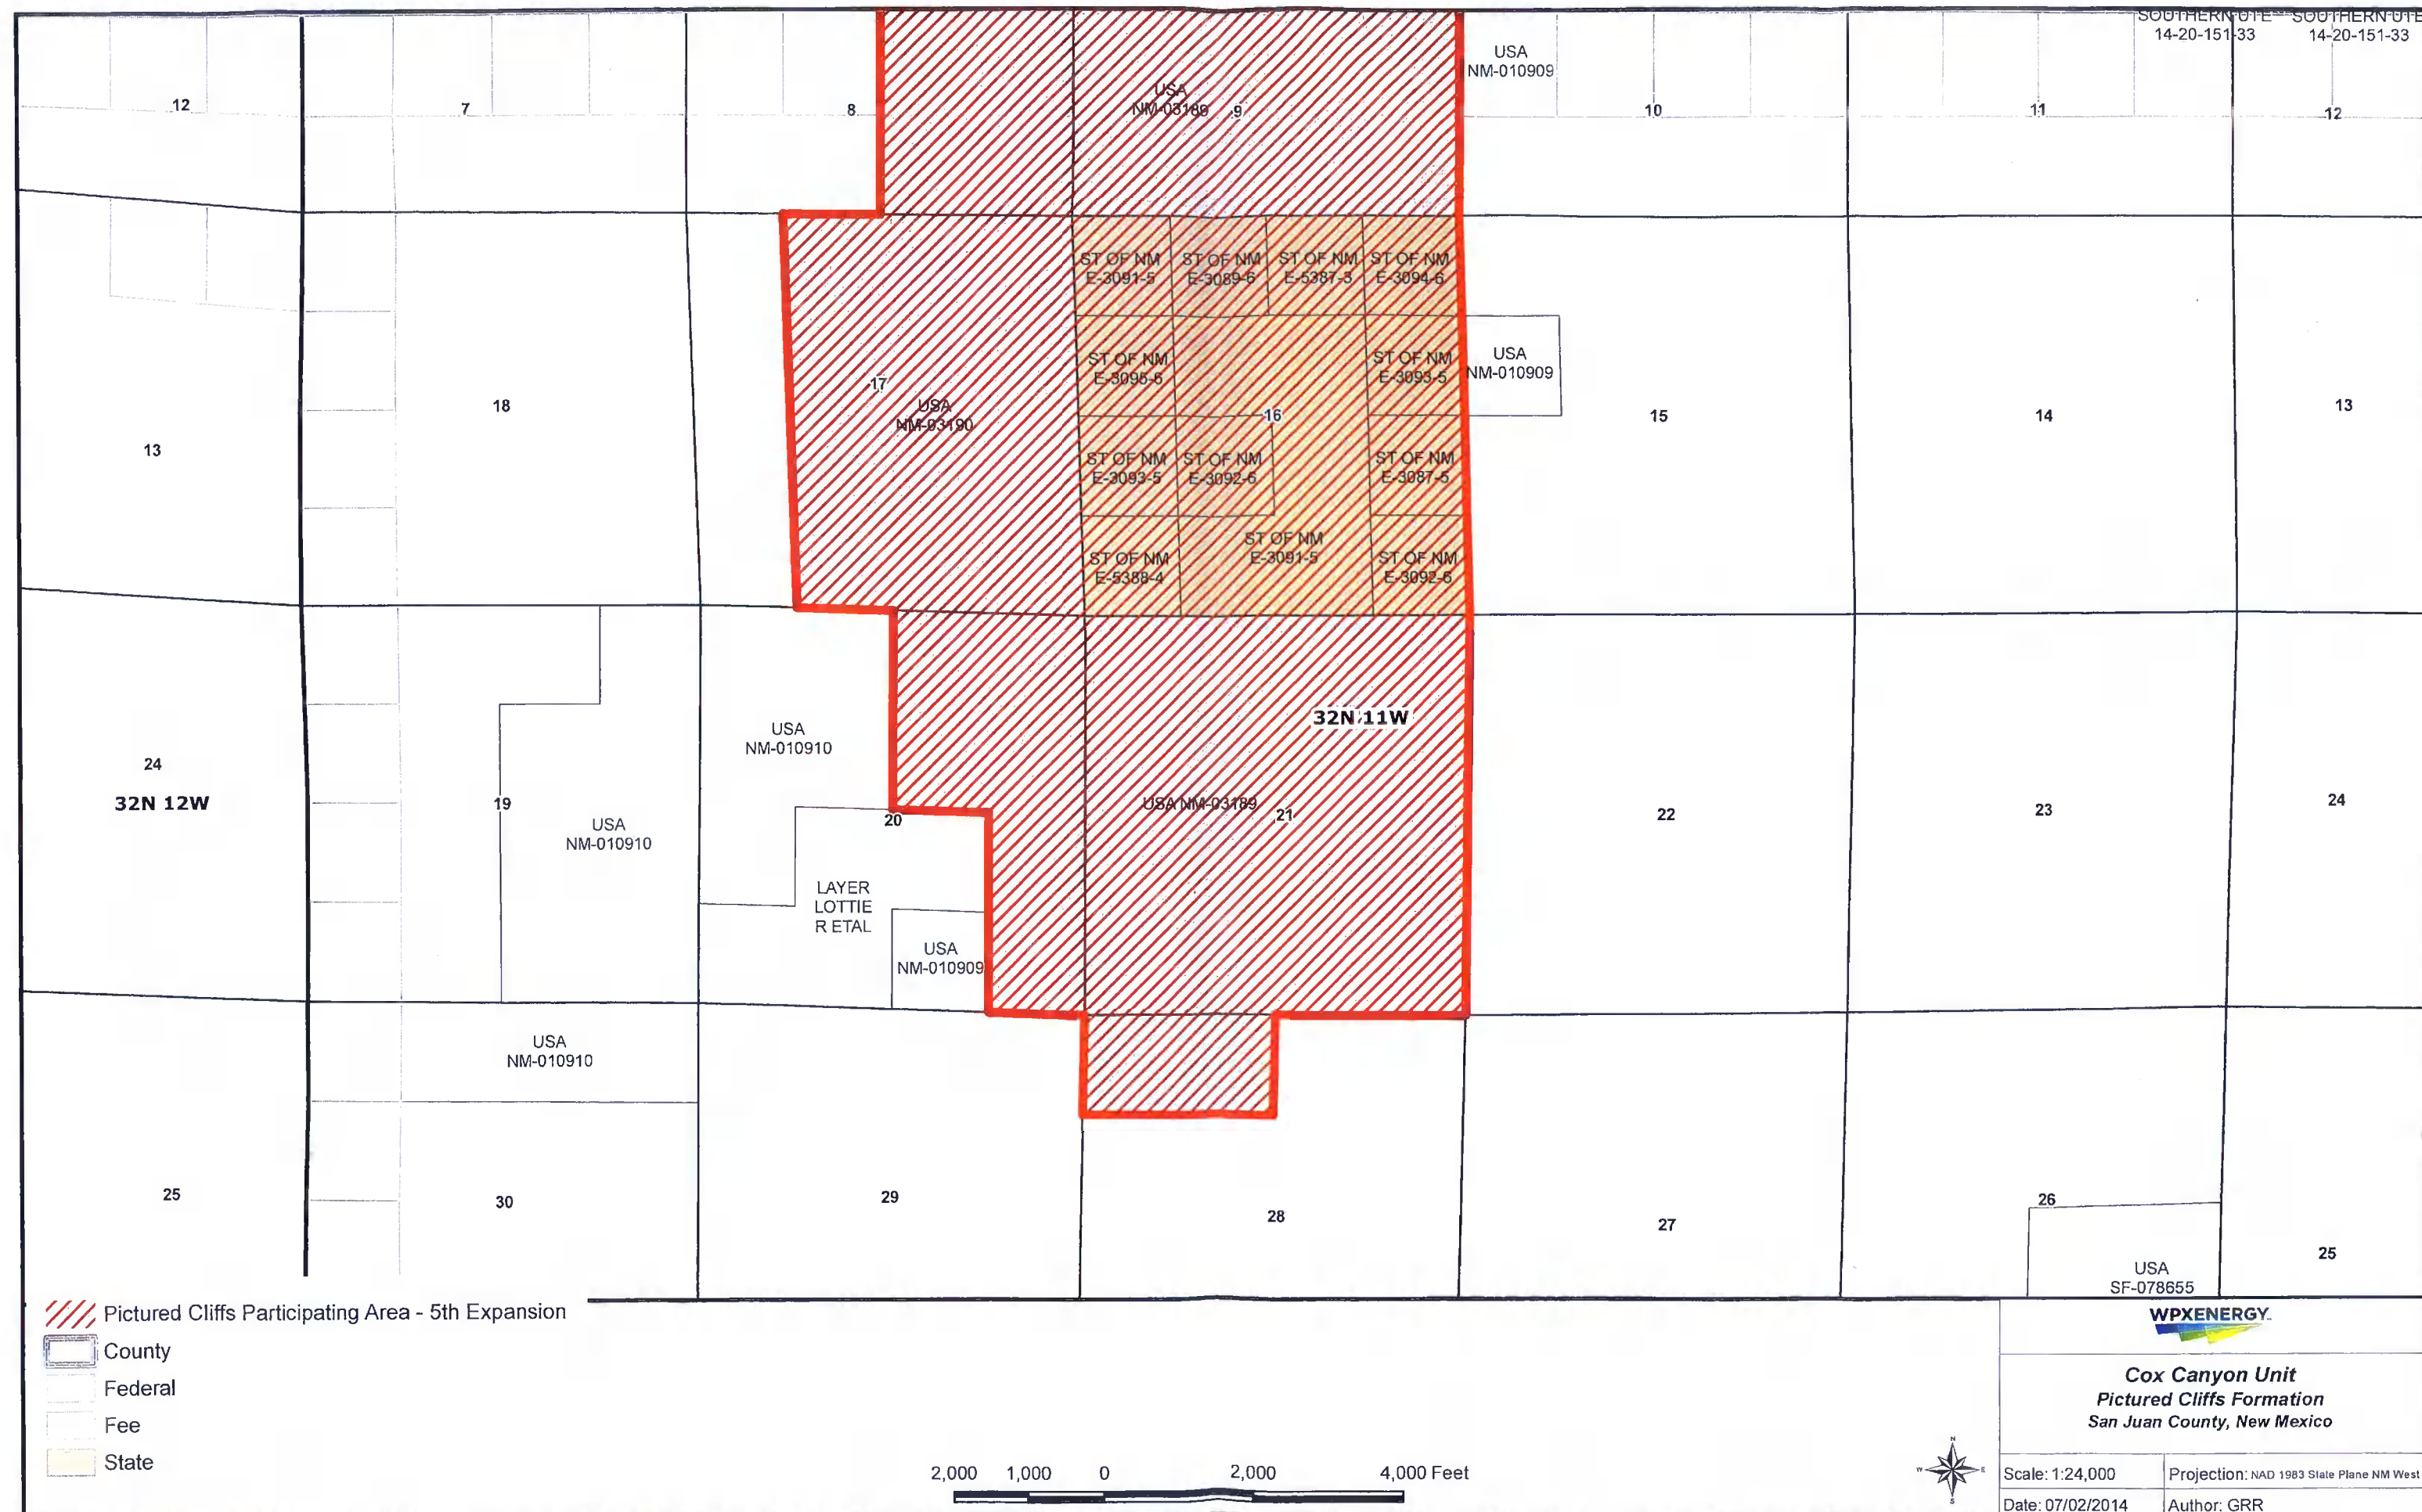 SOUTHERN UTE
14-20-151-33
SOUTHERN UTE
14-20-151-33
USA
NM-010909
USA
NM-03189
12
7
8
9
10
11
12
ST OF NM
E-3091-5
ST OF NM
E-3089-6
ST OF NM
E-5387-3
ST OF NM
E-3094-6
ST OF NM
E-3095-6
ST OF NM
E-3093-5
USA
NM-010909
17
USA
NM-03190
18
16
15
14
13
13
ST OF NM
E-3093-5
ST OF NM
E-3092-6
ST OF NM
E-3087-5
ST OF NM
E-5388-4
ST OF NM
E-3091-5
ST OF NM
E-3092-6
32N 11W
USA
NM-010910
24
32N 12W
19
USA
NM-010910
20
USA NM-03189
21
22
23
24
LAYER
LOTTIE
R ETAL
USA
NM-010909
USA
NM-010910
25
30
29
28
27
26
25
USA
SF-078655
Pictured Cliffs Participating Area - 5th Expansion
County
Federal
Fee
State
2,000 1,000 0 2,000 4,000 Feet
N
W E
S
WPXENERGY
Cox Canyon Unit
Pictured Cliffs Formation
San Juan County, New Mexico
Scale: 1:24,000
Projection: NAD 1983 State Plane NM West
Date: 07/02/2014
Author: GRR